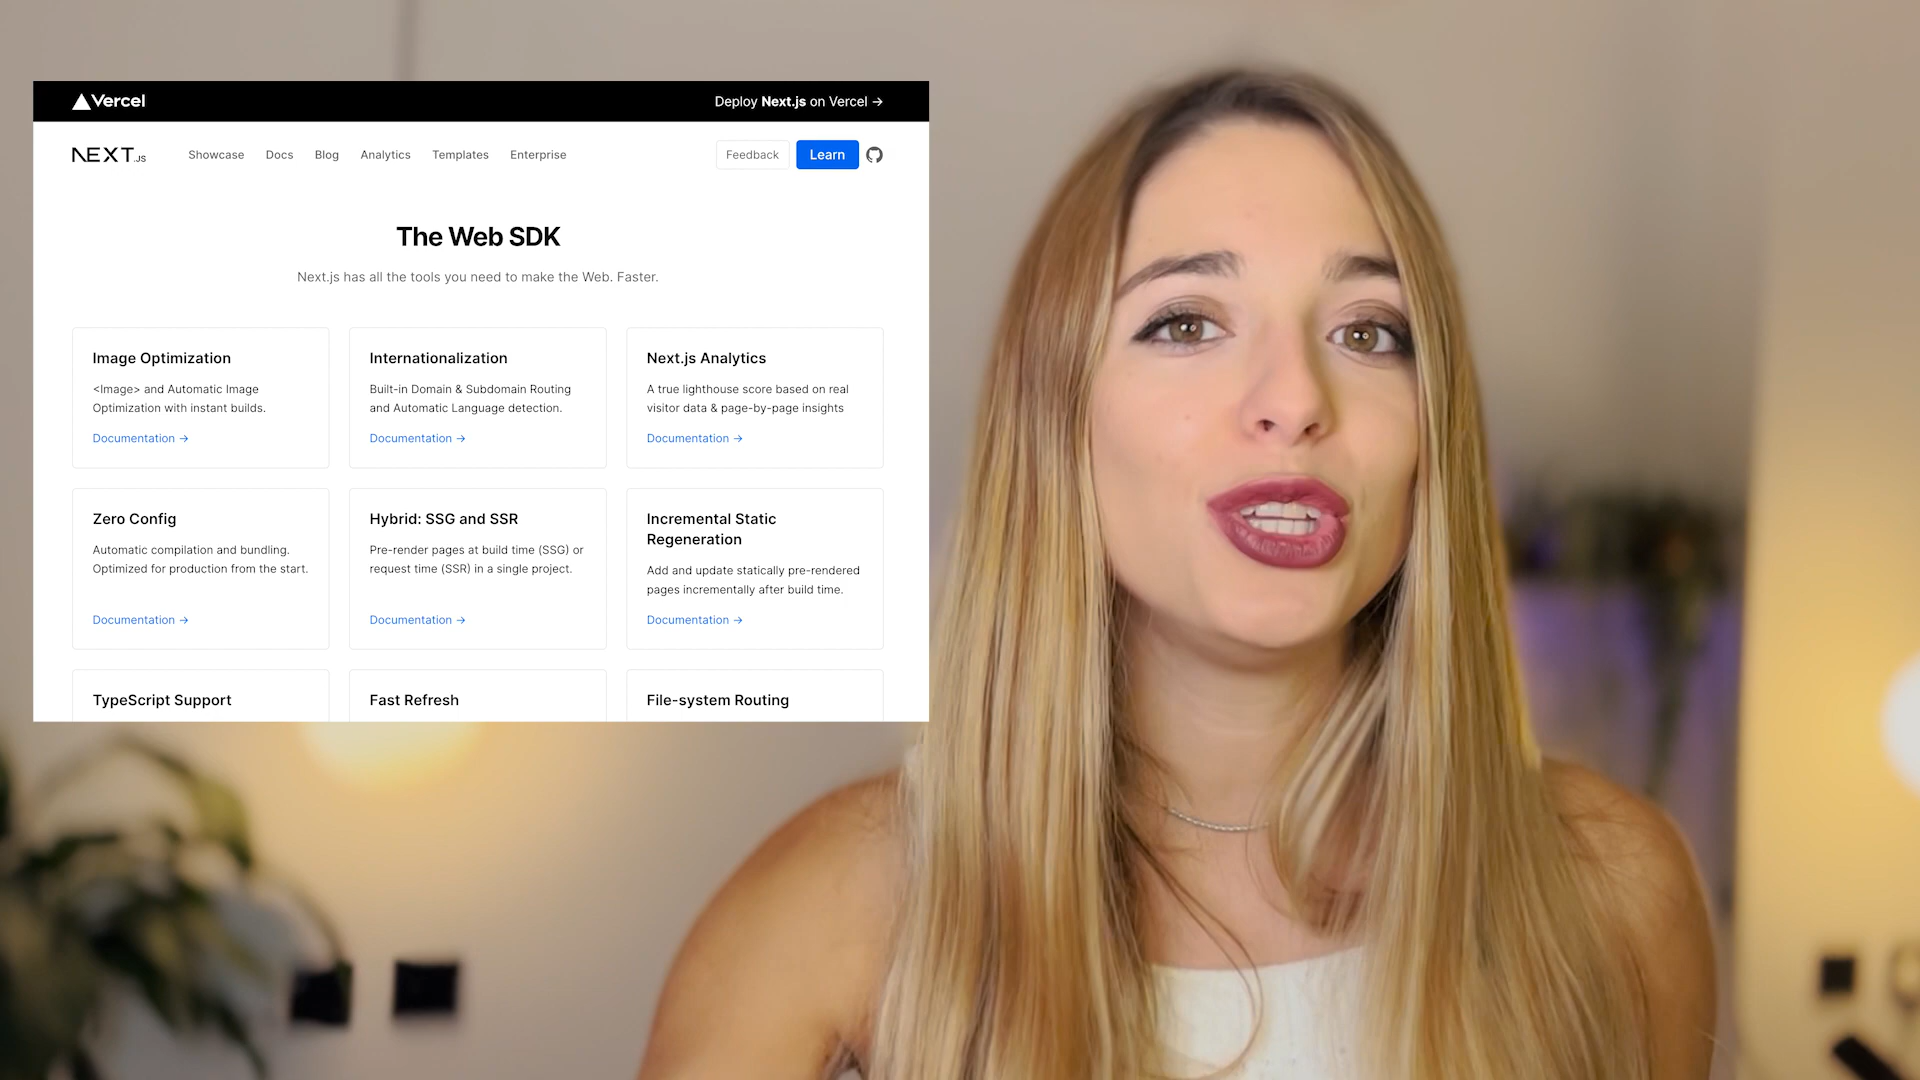 Vercel
Deploy Next.js on Vercel →
NEXT.JS
Showcase Docs Blog Analytics Templates Enterprise
Feedback
Learn
The Web SDK
Next.js has all the tools you need to make the Web. Faster.
Image Optimization
<Image> and Automatic Image
Optimization with instant builds.
Documentation →
Internationalization
Built-in Domain & Subdomain Routing
and Automatic Language detection.
Documentation →
Next.js Analytics
A true lighthouse score based on real
visitor data & page-by-page insights
Documentation →
Zero Config
Automatic compilation and bundling.
Optimized for production from the start.
Documentation →
Hybrid: SSG and SSR
Pre-render pages at build time (SSG) or
request time (SSR) in a single project.
Documentation →
Incremental Static
Regeneration
Add and update statically pre-rendered
pages incrementally after build time.
Documentation →
TypeScript Support
Fast Refresh
File-system Routing